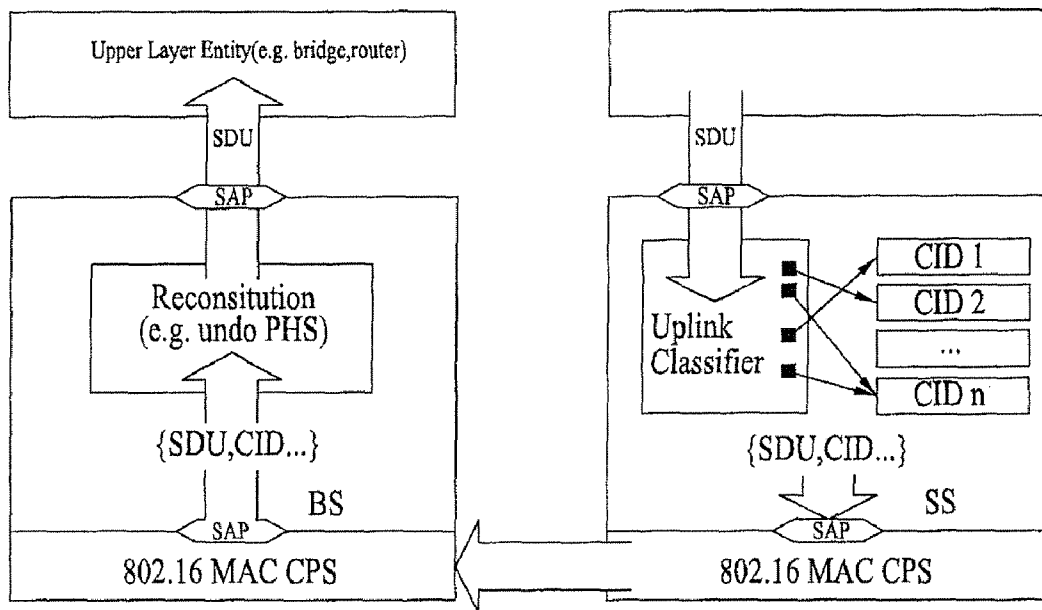 Upper Layer Entity(e.g. bridge,router)
SDU
SAP
Reconsitution
(e.g. undo PHS)
{SDU,CID...}
BS
SAP
802.16 MAC CPS
SDU
SAP
Uplink
Classifier
CID 1
CID 2
...
CID n
{SDU,CID...}
SS
SAP
802.16 MAC CPS